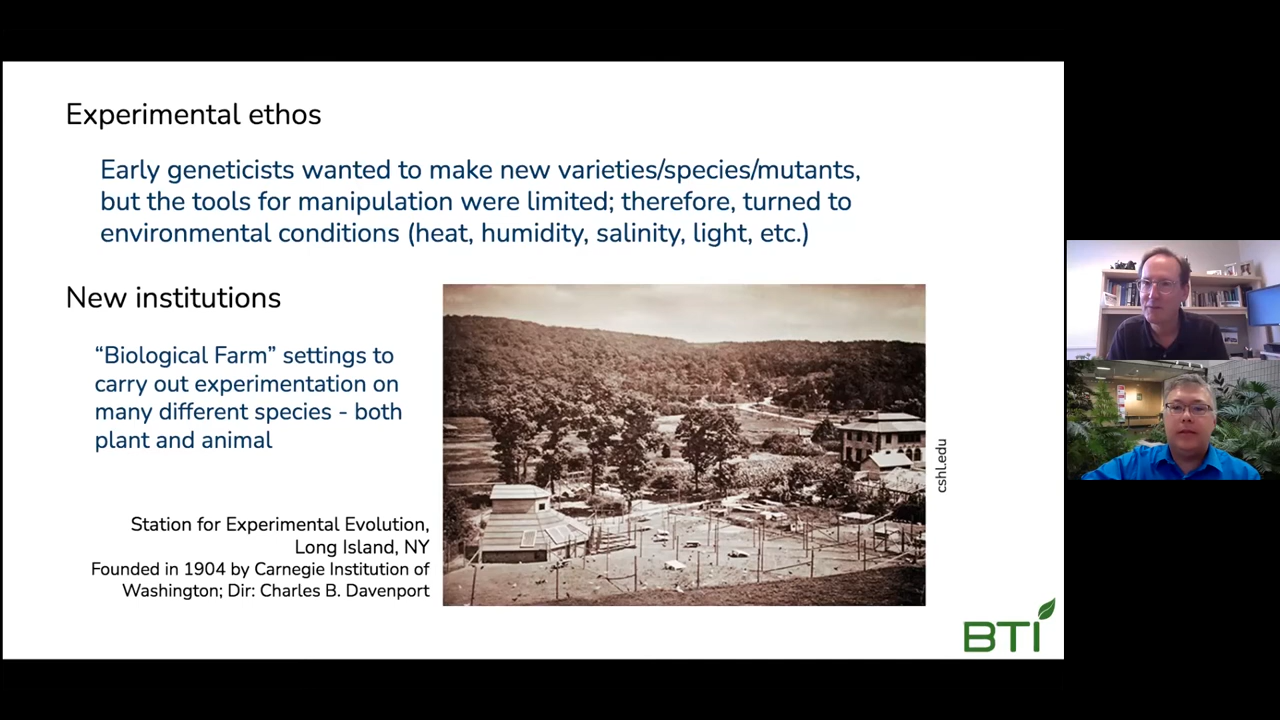 Experimental ethos
Early geneticists wanted to make new varieties/species/mutants,
but the tools for manipulation were limited; therefore, turned to
environmental conditions (heat, humidity, salinity, light, etc.)
New institutions
“Biological Farm” settings to
carry out experimentation on
many different species - both
plant and animal
Station for Experimental Evolution,
Long Island, NY
Founded in 1904 by Carnegie Institution of
Washington; Dir: Charles B. Davenport
cshl.edu
BTI